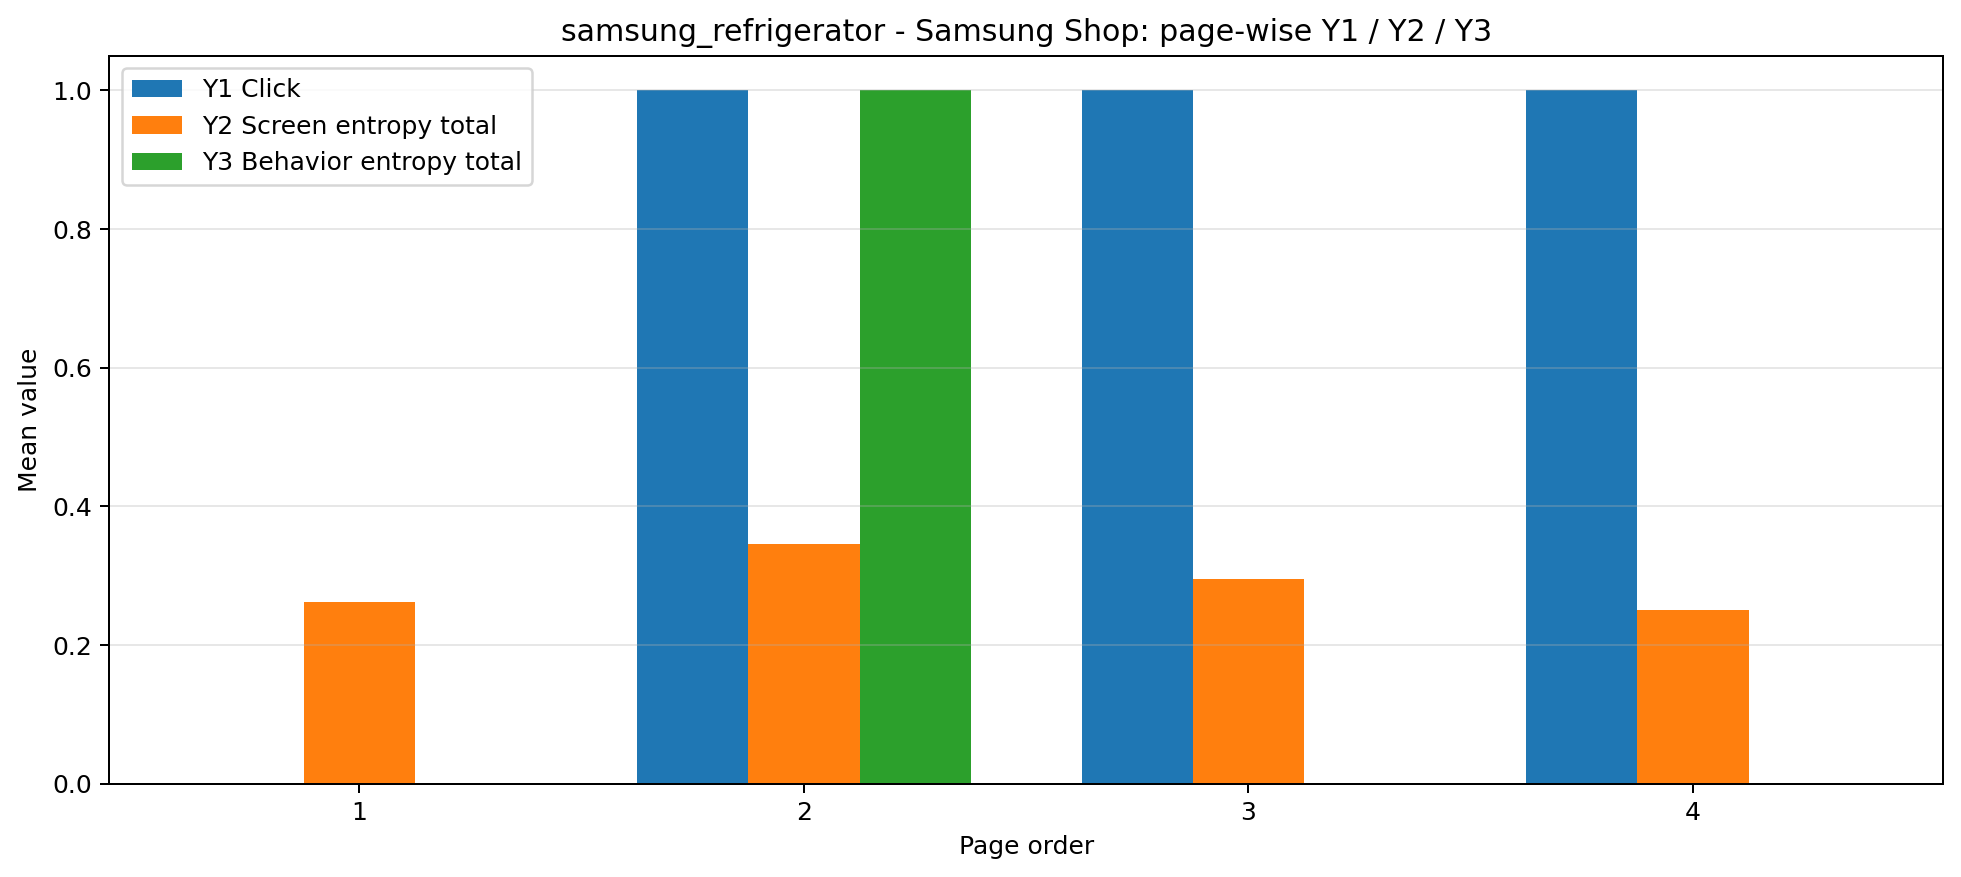 samsung_refrigerator - Samsung Shop: page-wise Y1 / Y2 / Y3
Y1 Click
Y2 Screen entropy total
Y3 Behavior entropy total
Mean value
1.0
0.8
0.6
0.4
0.2
0.0
1 2 3 4
Page order